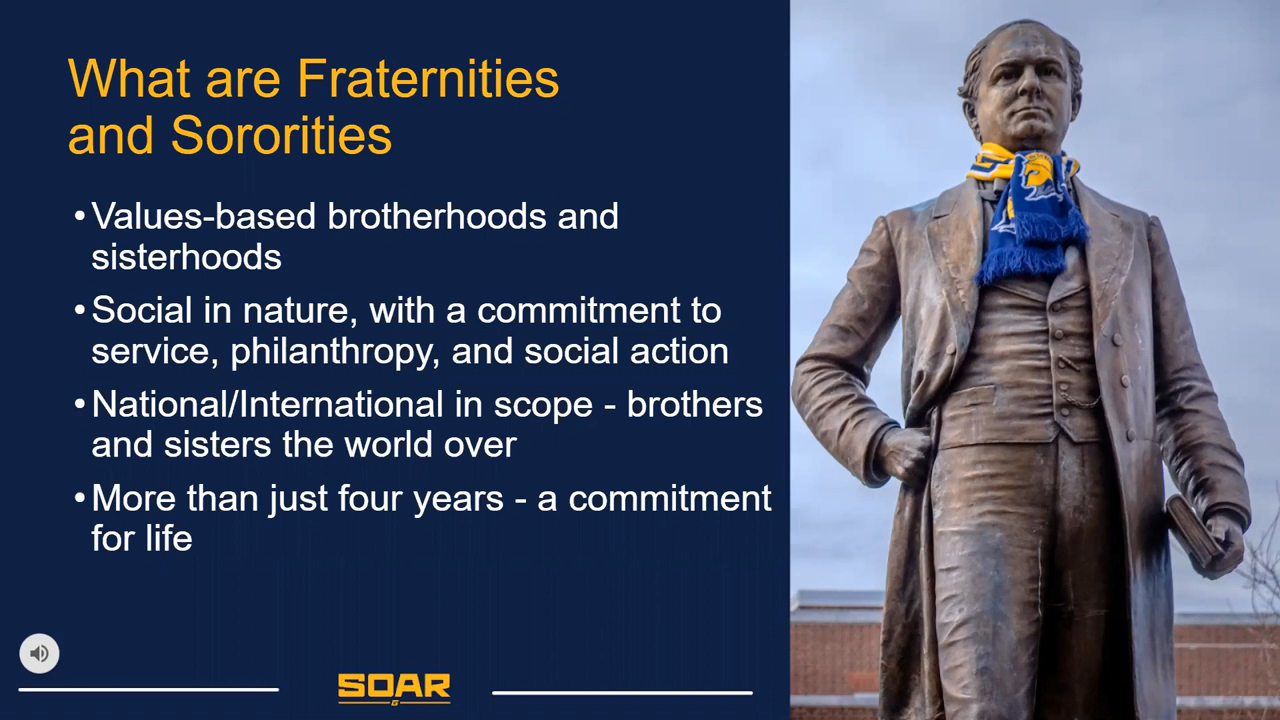 What are Fraternities
and Sororities
•Values-based brotherhoods and
sisterhoods
•Social in nature, with a commitment to
service, philanthropy, and social action
•National/International in scope - brothers
and sisters the world over
•More than just four years - a commitment
for life
SOAR
G